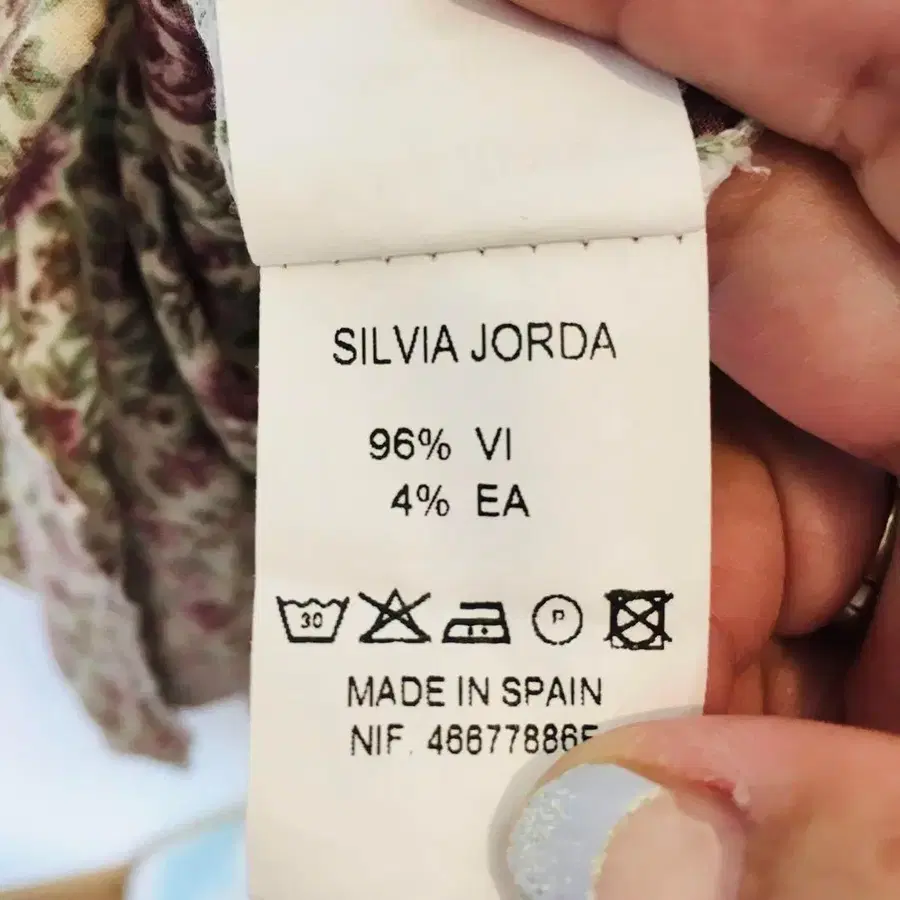 SILVIA JORDA
96% VI
4% EA
30 P
MADE IN SPAIN
NIF. 46677886